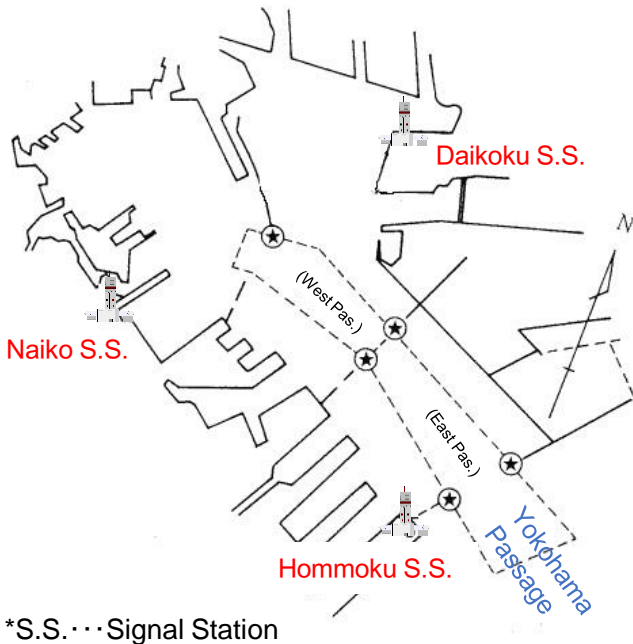 Daikoku S.S.
N
(West Pas.)
Naiko S.S.
(East Pas.)
Yokohama
Passage
Hommoku S.S.
*S.S.･･･Signal Station